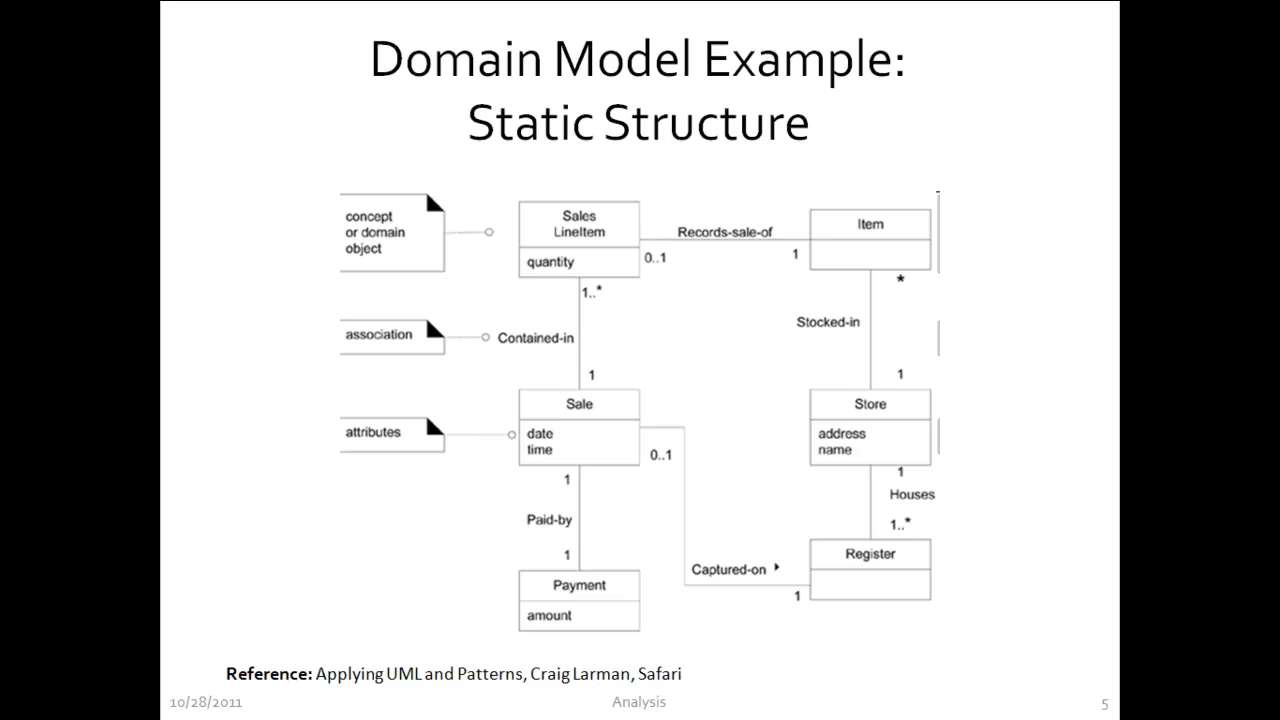 Domain Model Example:
Static Structure
concept
or domain
object
Sales
LineItem
quantity
Records-sale-of
0..1
1
Item
*
1..*
association
Contained-in
Stocked-in
1
1
attributes
Sale
date
time
0..1
Store
address
name
1
1
Houses
Paid-by
1..*
1
Captured-on
Register
1
Payment
amount
Reference: Applying UML and Patterns, Craig Larman, Safari
10/28/2011
Analysis
5